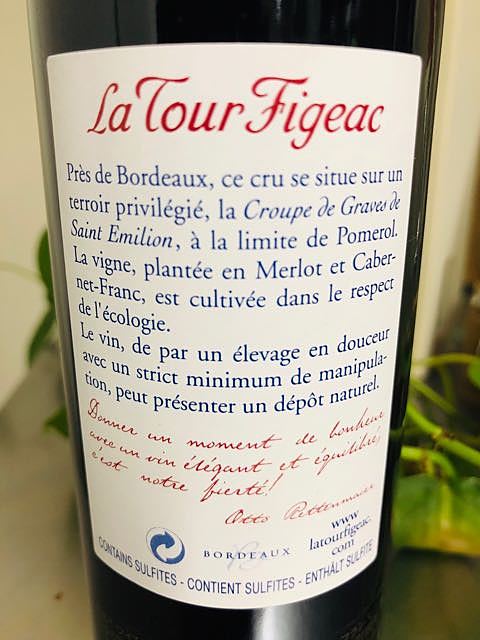 La Tour Figeac
Près de Bordeaux, ce cru se situe sur un
terroir privilégié, la Croupe de Graves de
Saint Emilion, à la limite de Pomerol.
La vigne, plantée en Merlot et Caber-
net-Franc, est cultivée dans le respect
de l'écologie.
Le vin, de par un élevage en douceur
avec un strict minimum de manipula-
tion, peut présenter un dépôt naturel.
Donner un moment de bonheur
avec un vin élégant et équilibré,
c'est notre fierté!
Otto Rettenmaier
BORDEAUX
www.
latourfigeac.
com
CONTAINS SULFITES - CONTIENT SULFITES - ENTHÄLT SULFITE